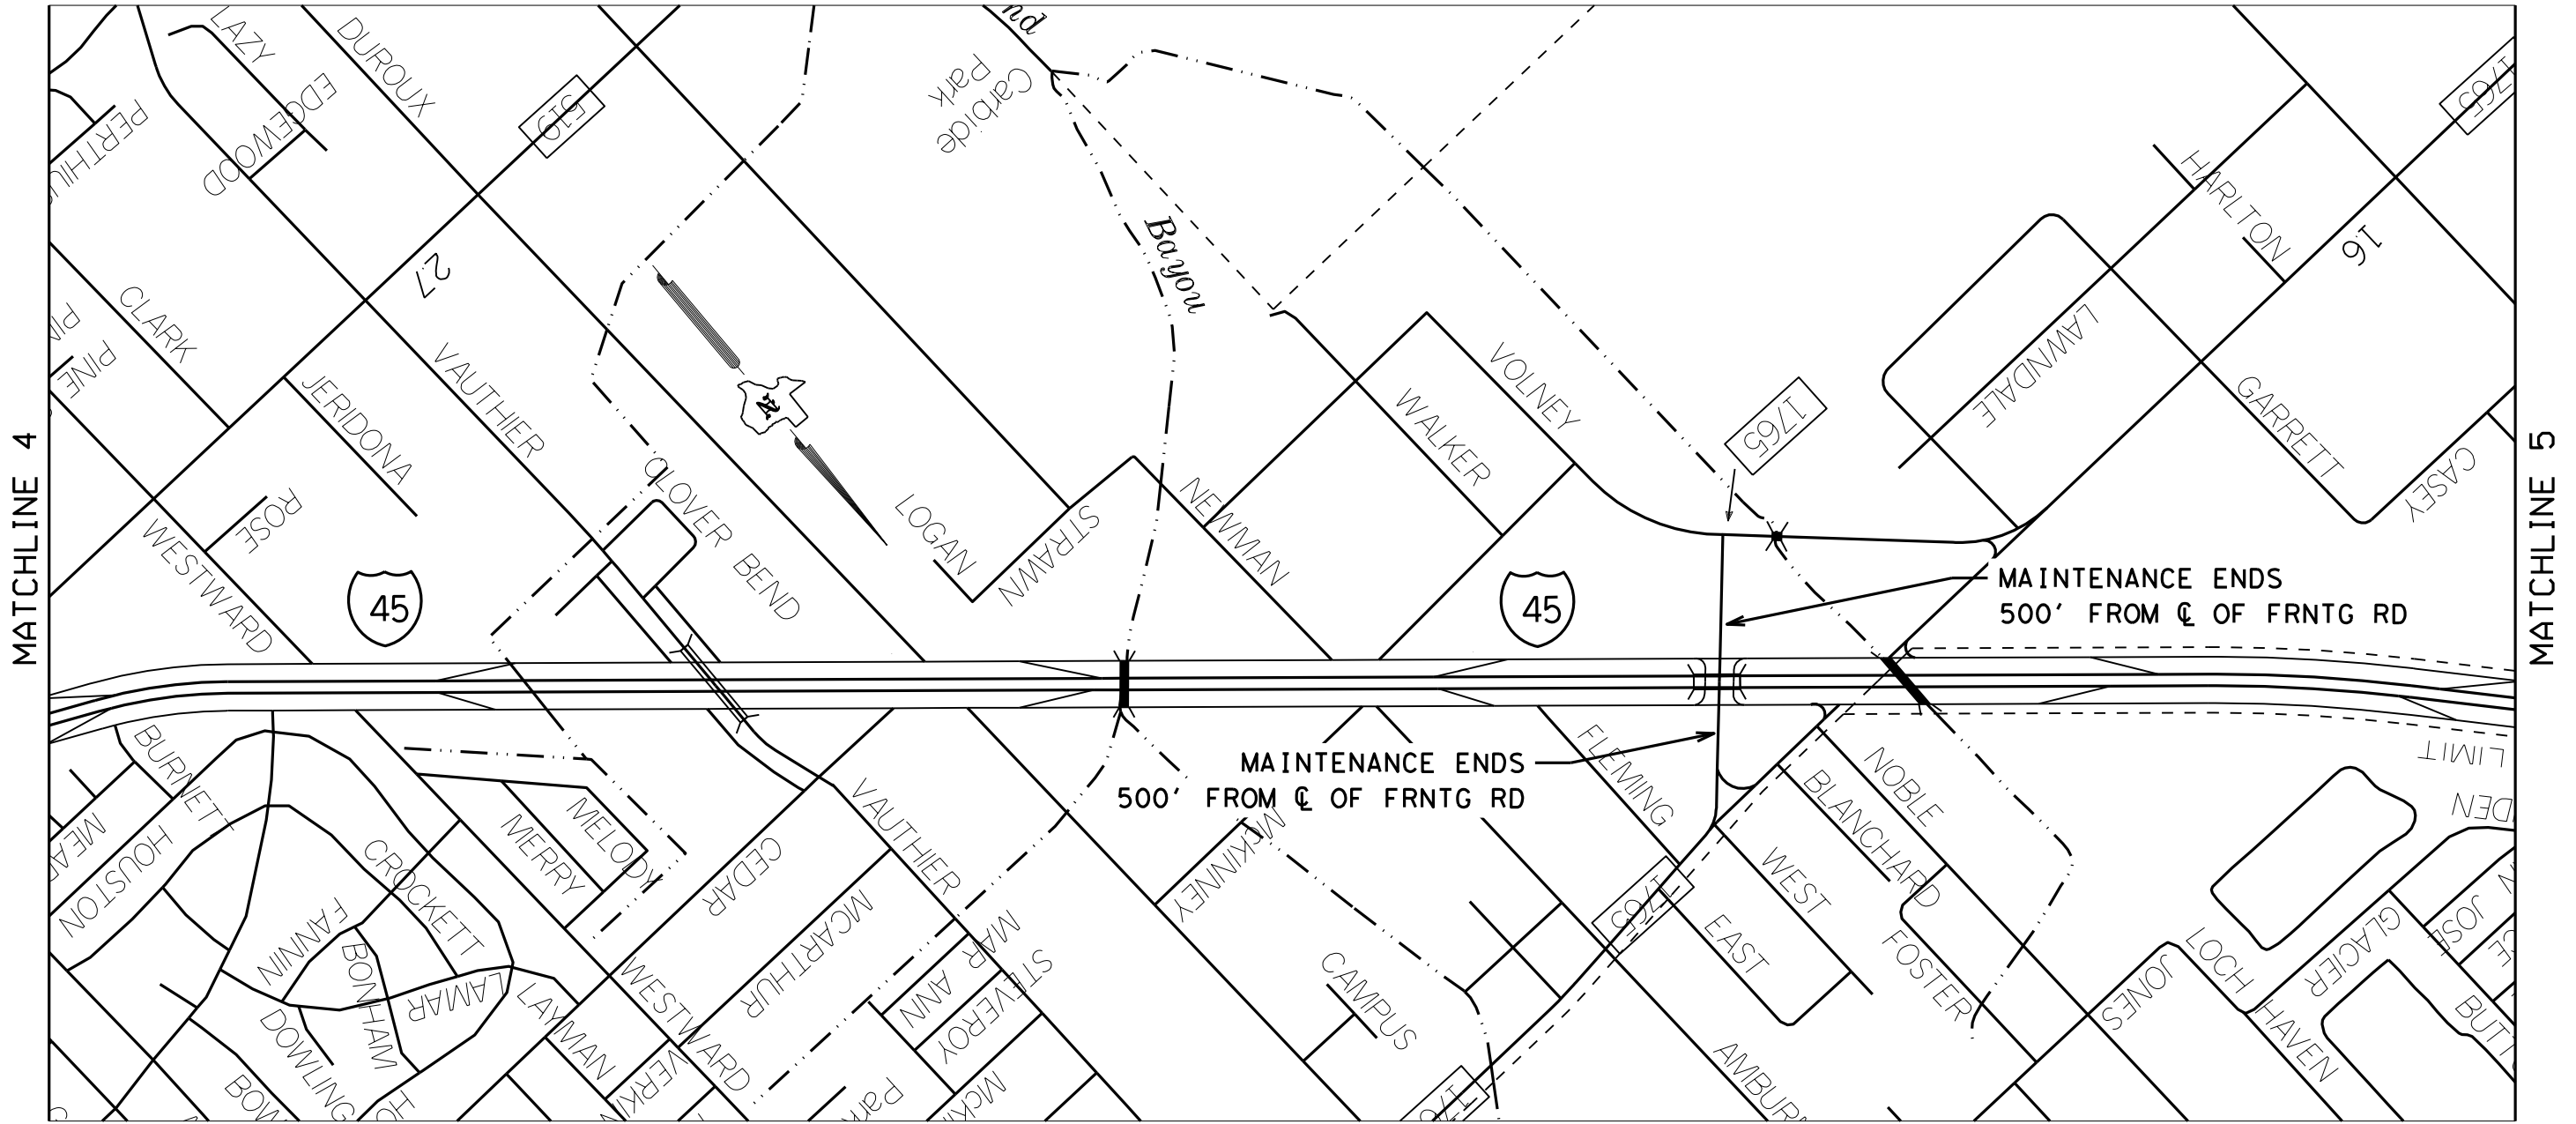 nd
LAZY
DUROUX
EDGEWOOD
519
Carbide
Park
1765
27
Bayou
HARLTON
16
CLARK
PINE
VAUTHIER
JERIDONA
N
VOLNEY
WALKER
LAWNDALE
GARRETT
1765
CASEY
MATCHLINE 4
MATCHLINE 5
ROSE
WESTWARD
CLOVER BEND
LOGAN
STRAWN
NEWMAN
45
45
MAINTENANCE ENDS
500' FROM ℄ OF FRNTG RD
BURNETT
HOUSTON
CROCKETT
MERRY
MELODY
CEDAR
VAUTHIER
MAINTENANCE ENDS
500' FROM ℄ OF FRNTG RD
MCKINNEY
FLEMING
NOBLE
BLANCHARD
WEST
EAST
FOSTER
LIMIT
1765
FANNIN
BONHAM
LAMAR
DOWLING
LAYMAN
WESTWARD
MCARTHUR
MAR
ANN
STEVEROY
CAMPUS
JONES
LOCH HAVEN
GLACIER
JOSE